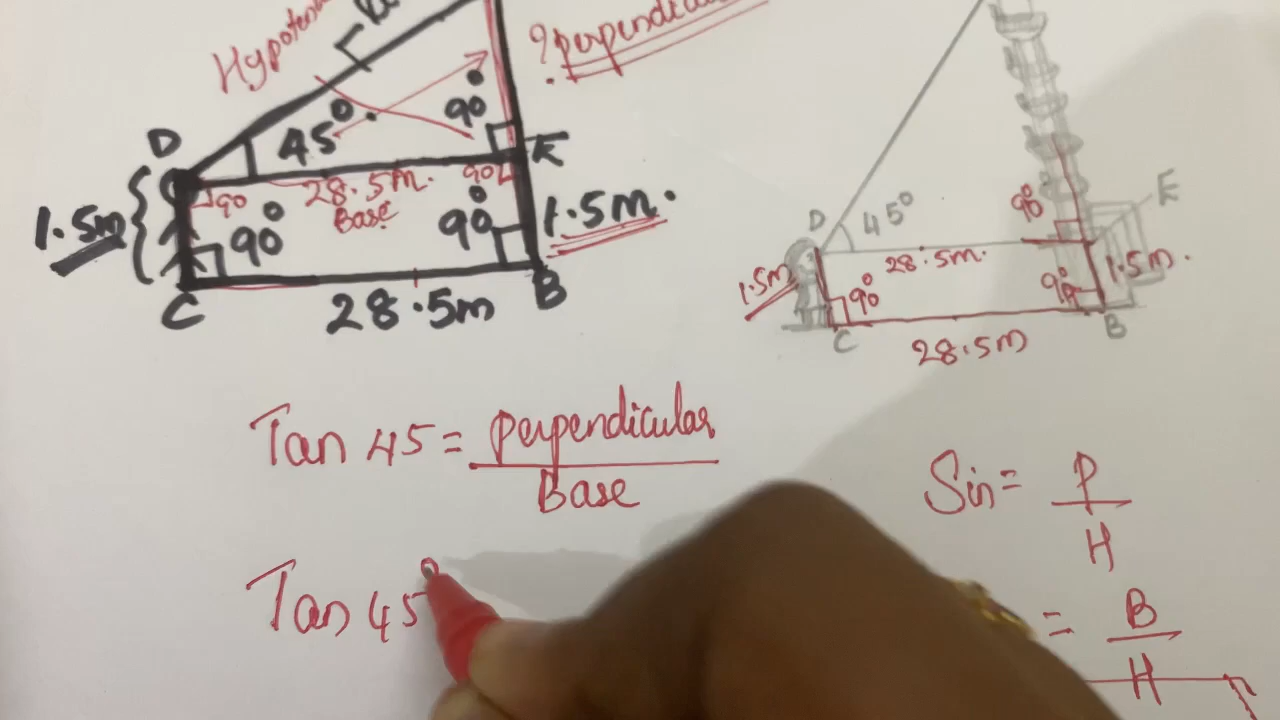 ? perpendicular
D
45°
90°
E
1.5m
90
28.5m.
90
Base
90°
90°
1.5m.
C
28.5m
B
D
45°
90°
E
28.5m.
1.5m
90°
90°
1.5m.
C
28.5m
B
Tan 45 = perpendicular
Base
Sin = P
H
Tan 45°
= B
H